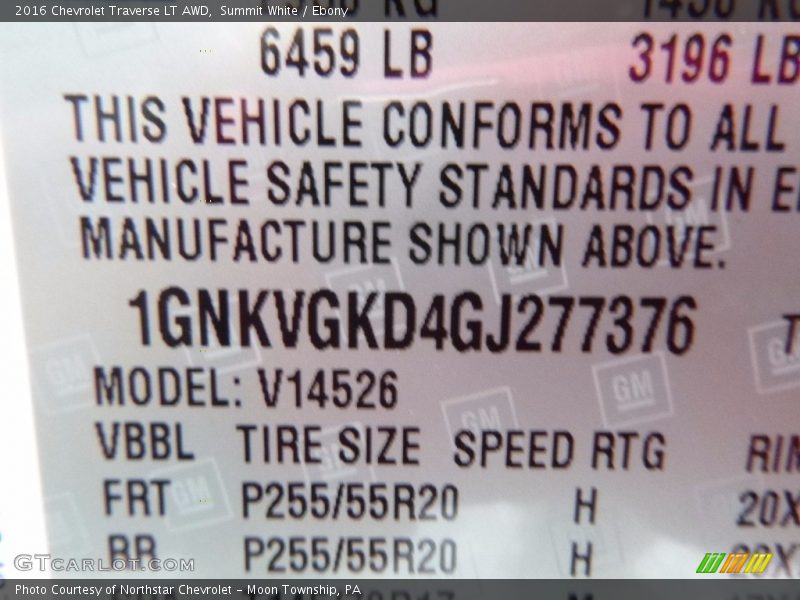 2016 Chevrolet Traverse LT AWD, Summit White / Ebony
6459 LB 3196 LB
THIS VEHICLE CONFORMS TO ALL
VEHICLE SAFETY STANDARDS IN
MANUFACTURE SHOWN ABOVE.
1GNKVGKD4GJ277376
MODEL: V14526
VBBL TIRE SIZE SPEED RTG RIM
FRT P255/55R20 H 20X
RR P255/55R20 H
GTCARLOT.COM
Photo Courtesy of Northstar Chevrolet - Moon Township, PA